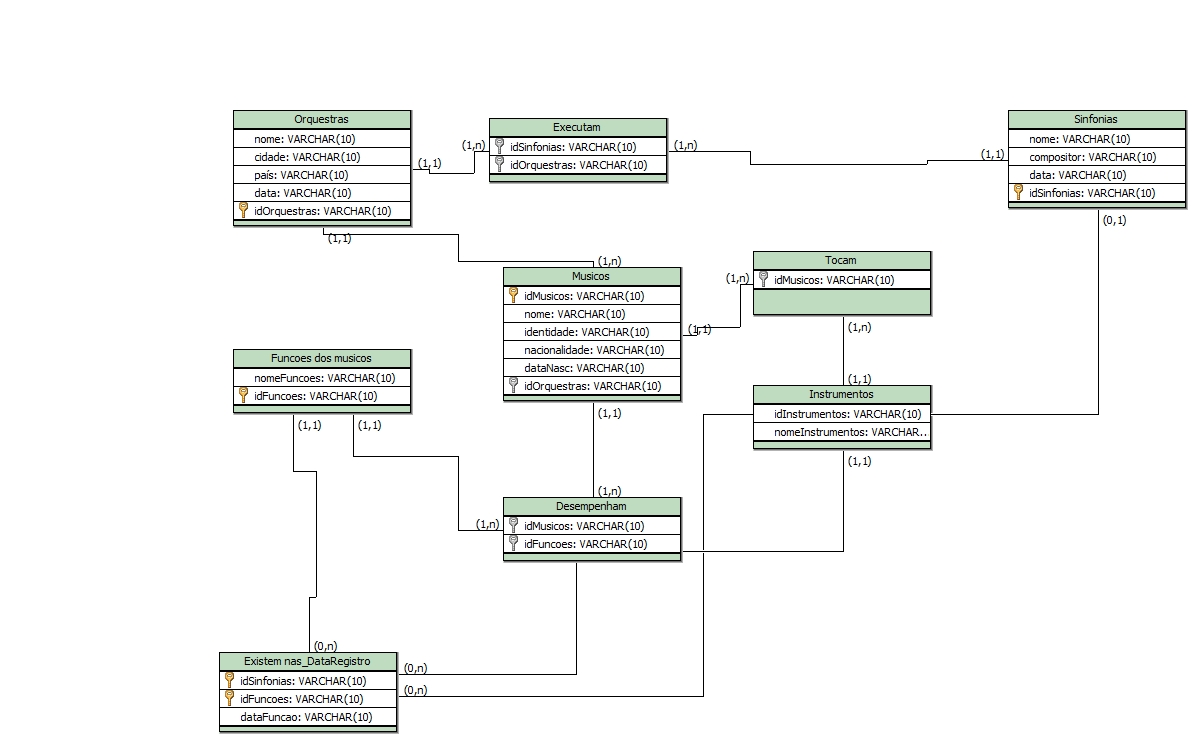 Orquestras
nome: VARCHAR(10)
cidade: VARCHAR(10)
país: VARCHAR(10)
data: VARCHAR(10)
idOrquestras: VARCHAR(10)
(1,1)
(1,1)
(1,n)
Executam
idSinfonias: VARCHAR(10)
idOrquestras: VARCHAR(10)
(1,n)
(1,1)
Sinfonias
nome: VARCHAR(10)
compositor: VARCHAR(10)
data: VARCHAR(10)
idSinfonias: VARCHAR(10)
(0,1)
(1,n)
Musicos
idMusicos: VARCHAR(10)
nome: VARCHAR(10)
identidade: VARCHAR(10)
nacionalidade: VARCHAR(10)
dataNasc: VARCHAR(10)
idOrquestras: VARCHAR(10)
(1,1)
(1,1)
(1,n)
Tocam
idMusicos: VARCHAR(10)
(1,n)
(1,1)
Instrumentos
idInstrumentos: VARCHAR(10)
nomeInstrumentos: VARCHAR..
(1,1)
Funcoes dos musicos
nomeFuncoes: VARCHAR(10)
idFuncoes: VARCHAR(10)
(1,1)
(1,1)
(1,n)
(1,n)
Desempenham
idMusicos: VARCHAR(10)
idFuncoes: VARCHAR(10)
(0,n)
Existem nas_DataRegistro
idSinfonias: VARCHAR(10)
idFuncoes: VARCHAR(10)
dataFuncao: VARCHAR(10)
(0,n)
(0,n)